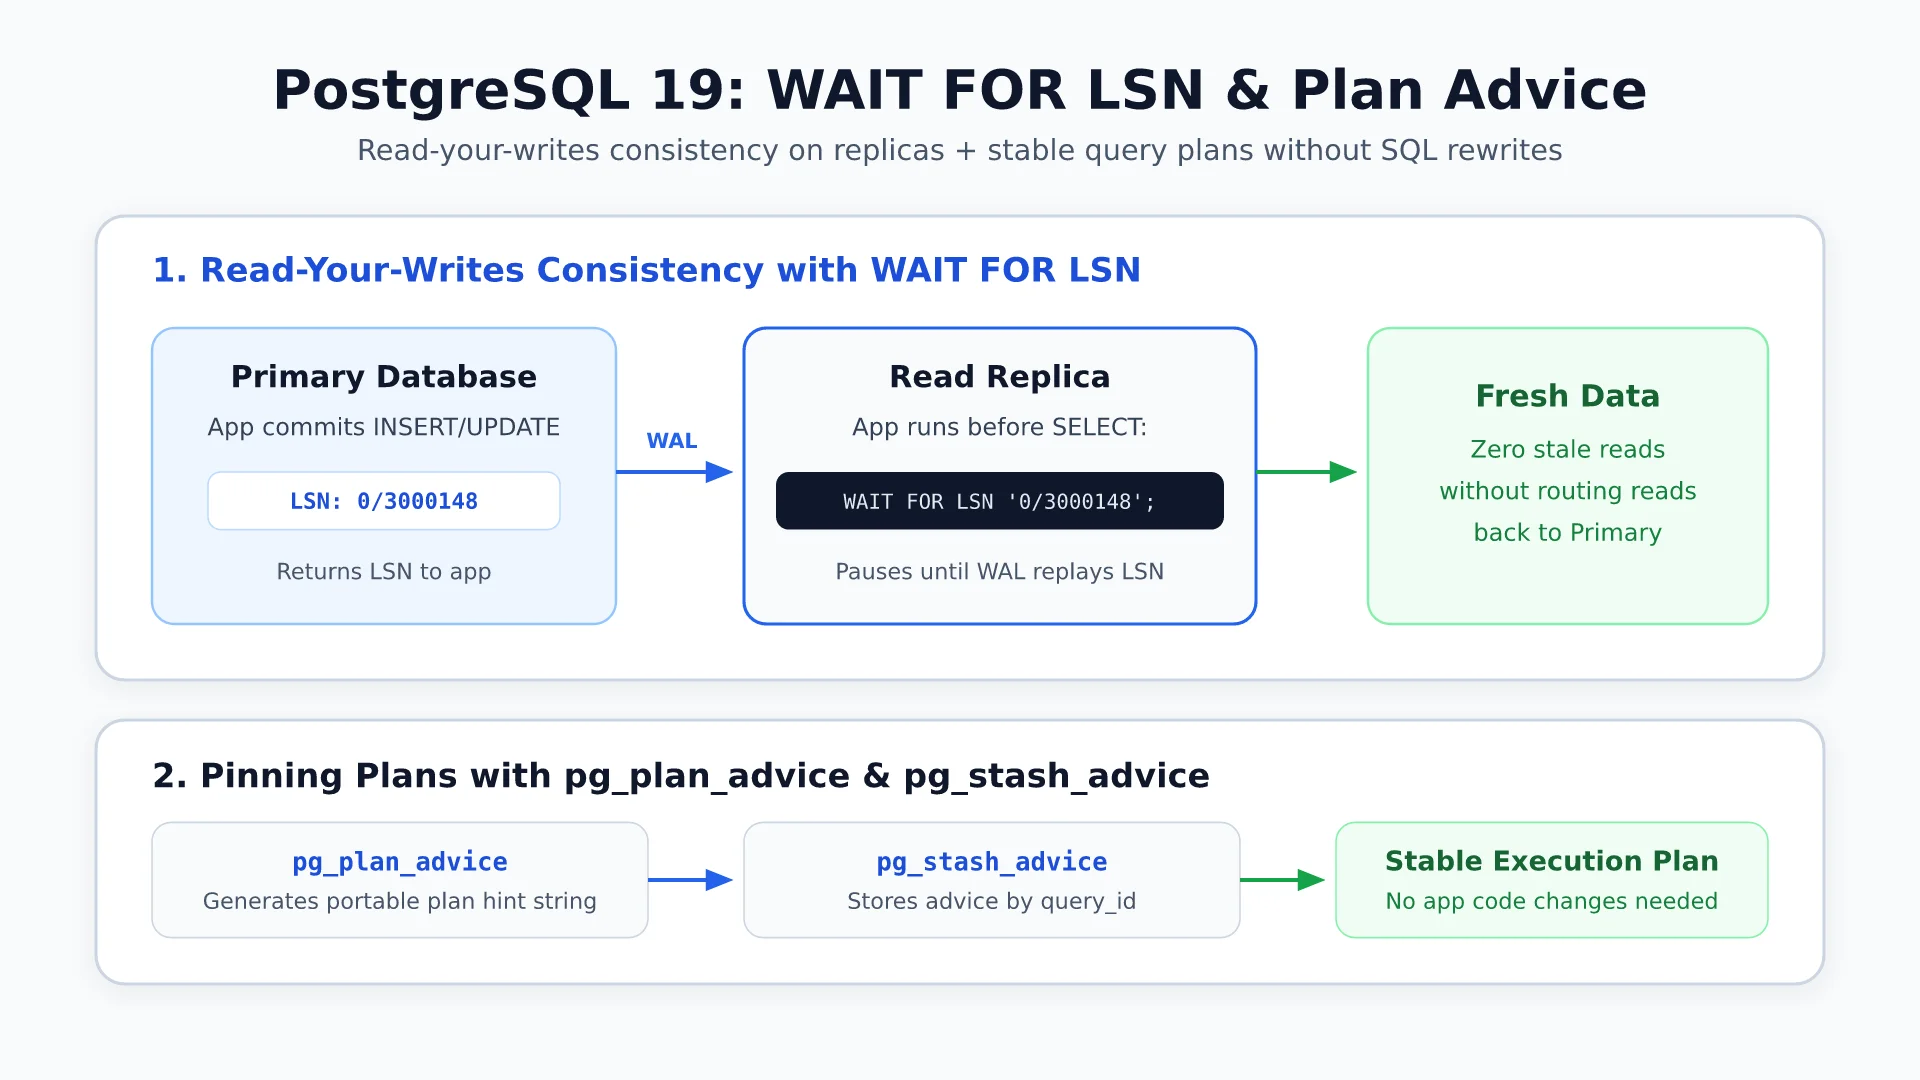 PostgreSQL 19: WAIT FOR LSN & Plan Advice
Read-your-writes consistency on replicas + stable query plans without SQL rewrites
1. Read-Your-Writes Consistency with WAIT FOR LSN
Primary Database
App commits INSERT/UPDATE
LSN: 0/3000148
Returns LSN to app
WAL
Read Replica
App runs before SELECT:
WAIT FOR LSN '0/3000148';
Pauses until WAL replays LSN
Fresh Data
Zero stale reads
without routing reads
back to Primary
2. Pinning Plans with pg_plan_advice & pg_stash_advice
pg_plan_advice
Generates portable plan hint string
pg_stash_advice
Stores advice by query_id
Stable Execution Plan
No app code changes needed